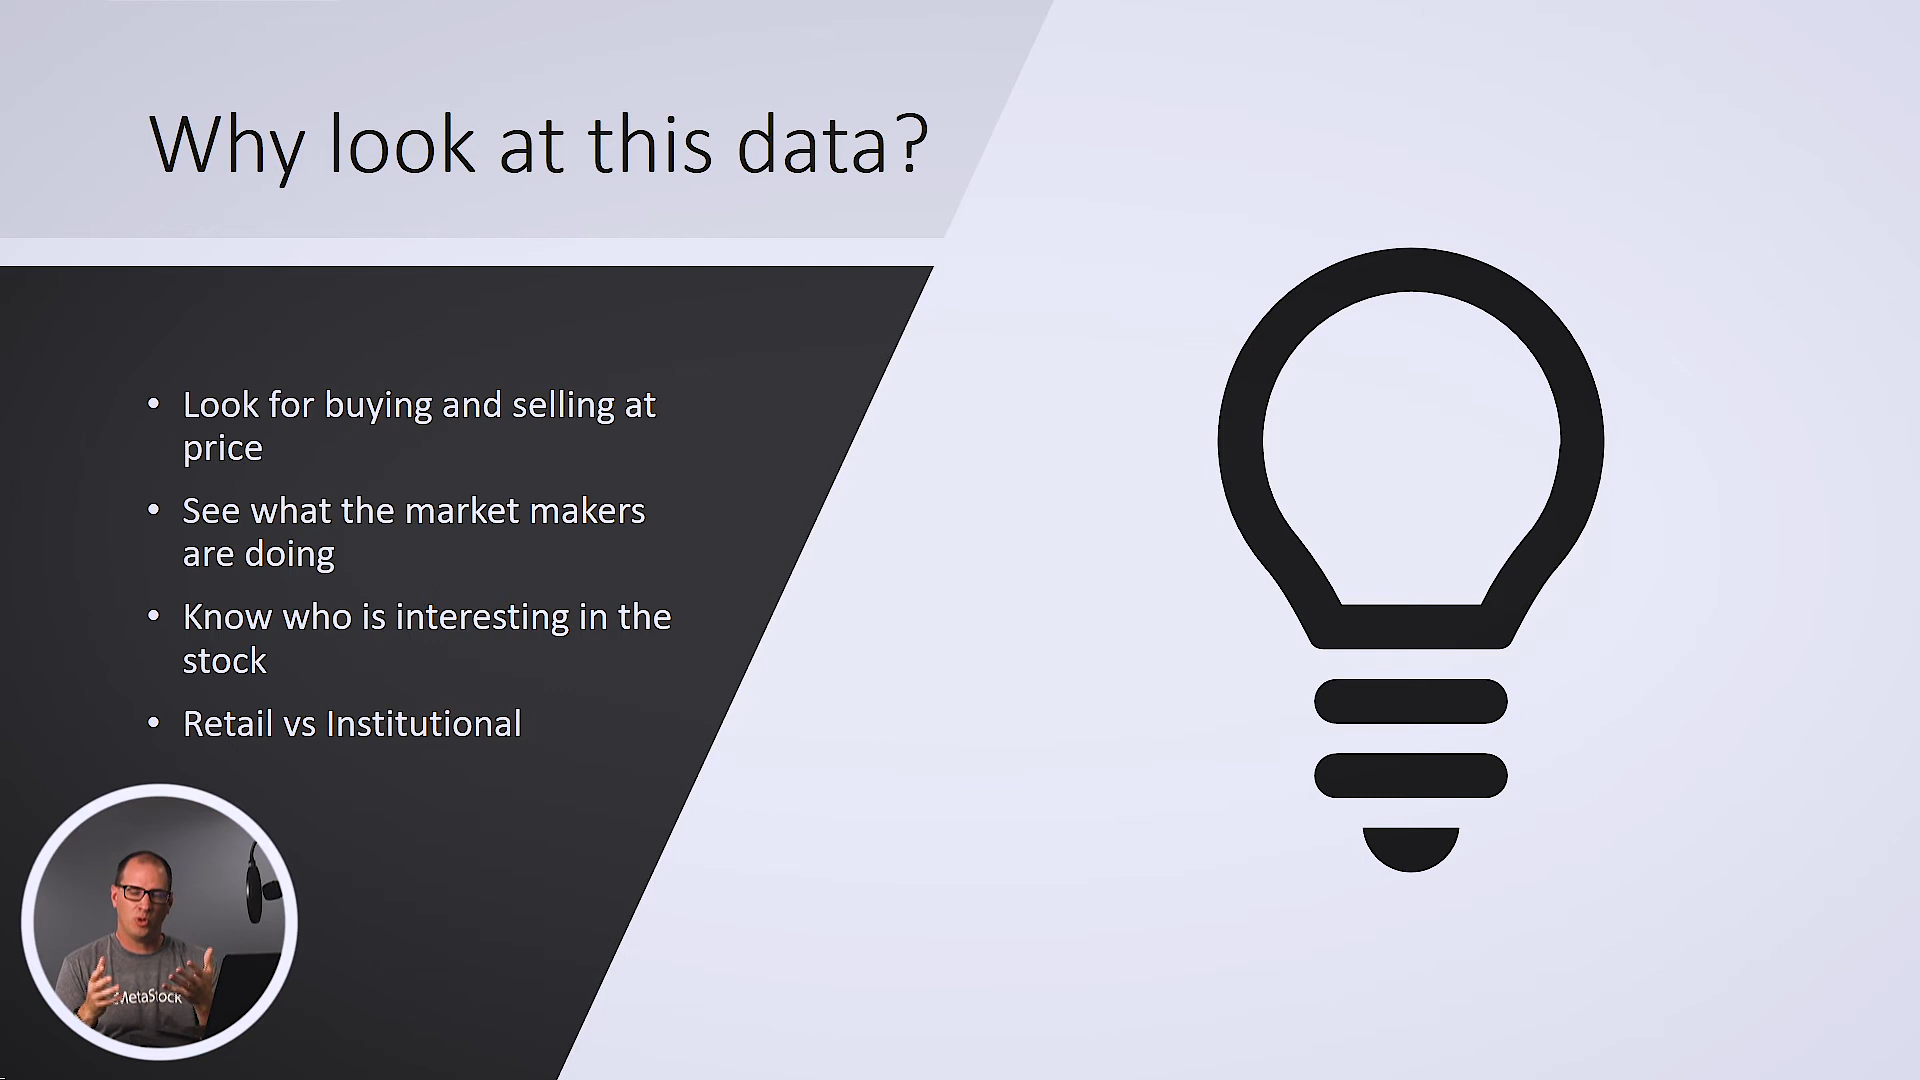 Why look at this data?
• Look for buying and selling at
price
• See what the market makers
are doing
• Know who is interesting in the
stock
• Retail vs Institutional
MetaStock